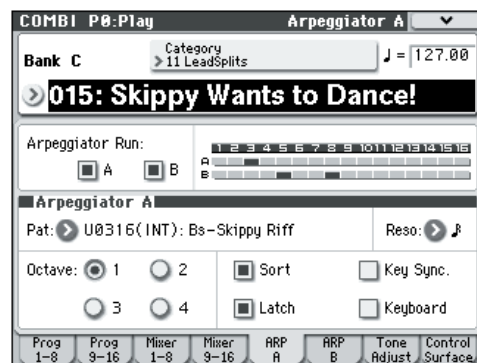 COMBI P0:Play Arpeggiator A
Bank C
Category
11 LeadSplits
♩ = 127.00
015: Skippy Wants to Dance!
Arpeggiator Run:
A B
1 2 3 4 5 6 7 8 9 10 11 12 13 14 15 16
A:
B:
Arpeggiator A
Pat: U0316(INT): Bs-Skippy Riff Reso:
Octave: 1 2 Sort Key Sync.
3 4 Latch Keyboard
Prog 1-8 Prog 9-16 Mixer 1-8 Mixer 9-16 ARP A ARP B Tone Adjust Control Surface